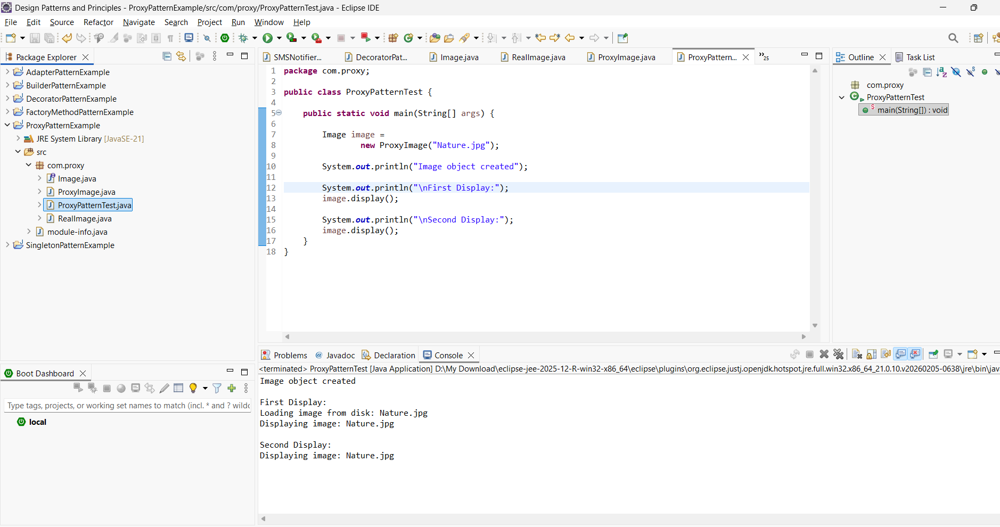 Design Patterns and Principles - ProxyPatternExample/src/com/proxy/ProxyPatternTest.java - Eclipse IDE
File Edit Source Refactor Navigate Search Project Run Window Help
Package Explorer
AdapterPatternExample
BuilderPatternExample
DecoratorPatternExample
FactoryMethodPatternExample
ProxyPatternExample
JRE System Library [JavaSE-21]
src
com.proxy
Image.java
ProxyImage.java
ProxyPatternTest.java
RealImage.java
module-info.java
SingletonPatternExample
Boot Dashboard
Type tags, projects, or working set names to match (incl. * and ? wildc
local
SMSNotifier... DecoratorPat... Image.java RealImage.java ProxyImage.java ProxyPattern... »25
1 package com.proxy;
2
3 public class ProxyPatternTest {
4
5 public static void main(String[] args) {
6
7 Image image =
8 new ProxyImage("Nature.jpg");
9
10 System.out.println("Image object created");
11
12 System.out.println("\nFirst Display:");
13 image.display();
14
15 System.out.println("\nSecond Display:");
16 image.display();
17 }
18 }
Outline Task List
com.proxy
ProxyPatternTest
main(String[]) : void
Problems @ Javadoc Declaration Console
<terminated> ProxyPatternTest [Java Application] D:\My Download\eclipse-jee-2025-12-R-win32-x86_64\eclipse\plugins\org.eclipse.justj.openjdk.hotspot.jre.full.win32.x86_64_21.0.10.v20260205-0638\jre\bin\jav
Image object created
First Display:
Loading image from disk: Nature.jpg
Displaying image: Nature.jpg
Second Display:
Displaying image: Nature.jpg